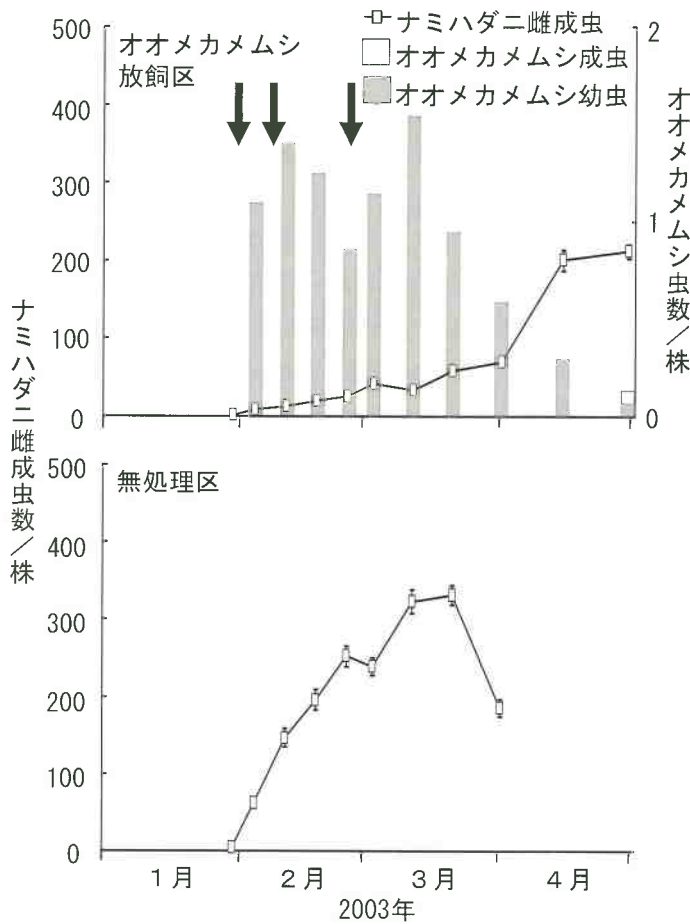 500
400
300
200
100
0
オオメカメムシ
放飼区
ナミハダニ雌成虫
オオメカメムシ成虫
オオメカメムシ幼虫
2
1
0
オオメカメムシ虫数／株
ナミハダニ雌成虫数／株
500
400
300
200
100
0
無処理区
1月
2月
3月
4月
2003年